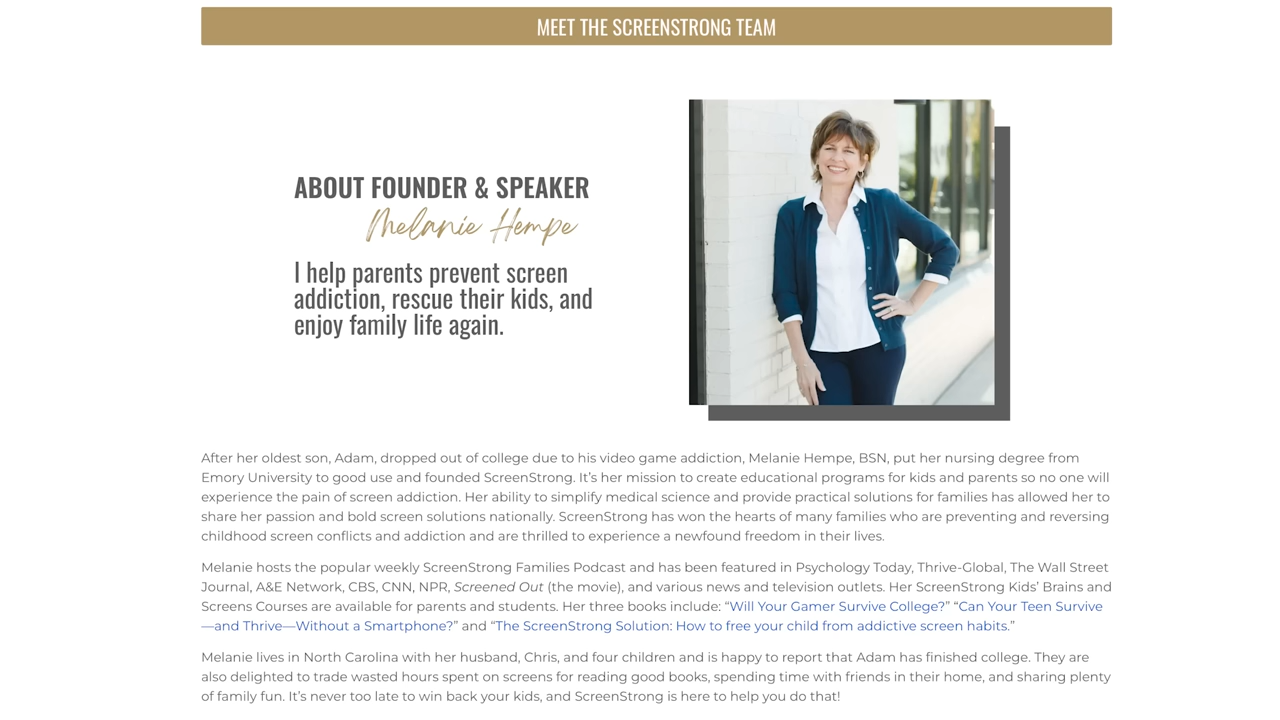 MEET THE SCREENSTRONG TEAM
ABOUT FOUNDER & SPEAKER
Melanie Hempe
I help parents prevent screen
addiction, rescue their kids, and
enjoy family life again.
After her oldest son, Adam, dropped out of college due to his video game addiction, Melanie Hempe, BSN, put her nursing degree from
Emory University to good use and founded ScreenStrong. It’s her mission to create educational programs for kids and parents so no one will
experience the pain of screen addiction. Her ability to simplify medical science and provide practical solutions for families has allowed her to
share her passion and bold screen solutions nationally. ScreenStrong has won the hearts of many families who are preventing and reversing
childhood screen conflicts and addiction and are thrilled to experience a newfound freedom in their lives.
Melanie hosts the popular weekly ScreenStrong Families Podcast and has been featured in Psychology Today, Thrive-Global, The Wall Street
Journal, A&E Network, CBS, CNN, NPR, Screened Out (the movie), and various news and television outlets. Her ScreenStrong Kids’ Brains and
Screens Courses are available for parents and students. Her three books include: “Will Your Gamer Survive College?” “Can Your Teen Survive
—and Thrive—Without a Smartphone?” and “The ScreenStrong Solution: How to free your child from addictive screen habits.”
Melanie lives in North Carolina with her husband, Chris, and four children and is happy to report that Adam has finished college. They are
also delighted to trade wasted hours spent on screens for reading good books, spending time with friends in their home, and sharing plenty
of family fun. It’s never too late to win back your kids, and ScreenStrong is here to help you do that!